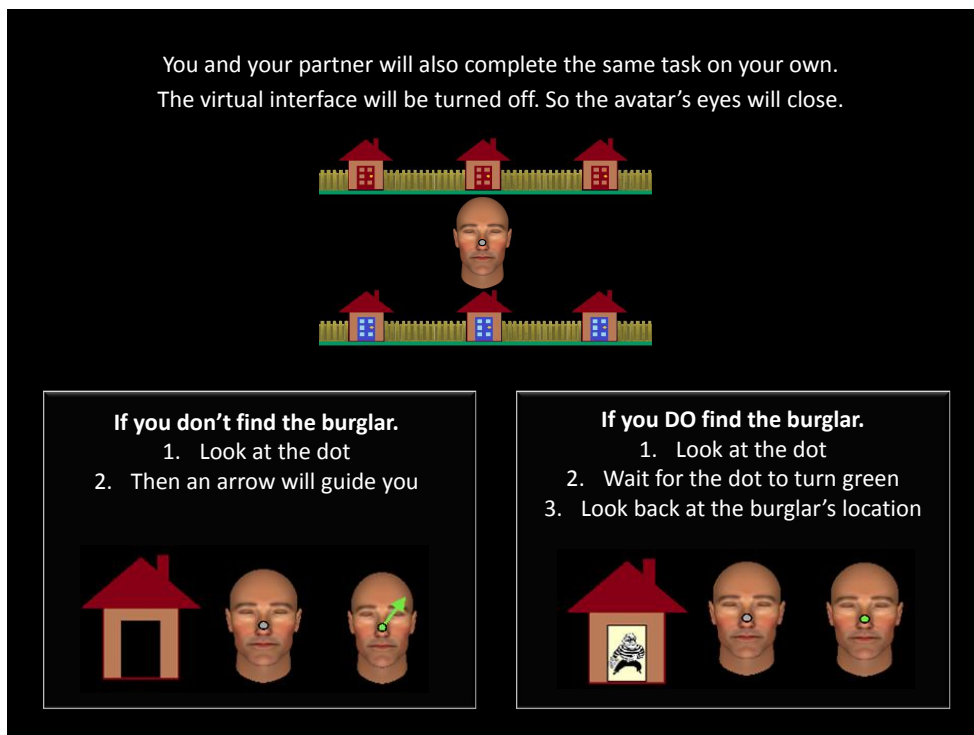 You and your partner will also complete the same task on your own.
The virtual interface will be turned off. So the avatar’s eyes will close.
If you don’t find the burglar.
1. Look at the dot
2. Then an arrow will guide you
If you DO find the burglar.
1. Look at the dot
2. Wait for the dot to turn green
3. Look back at the burglar’s location